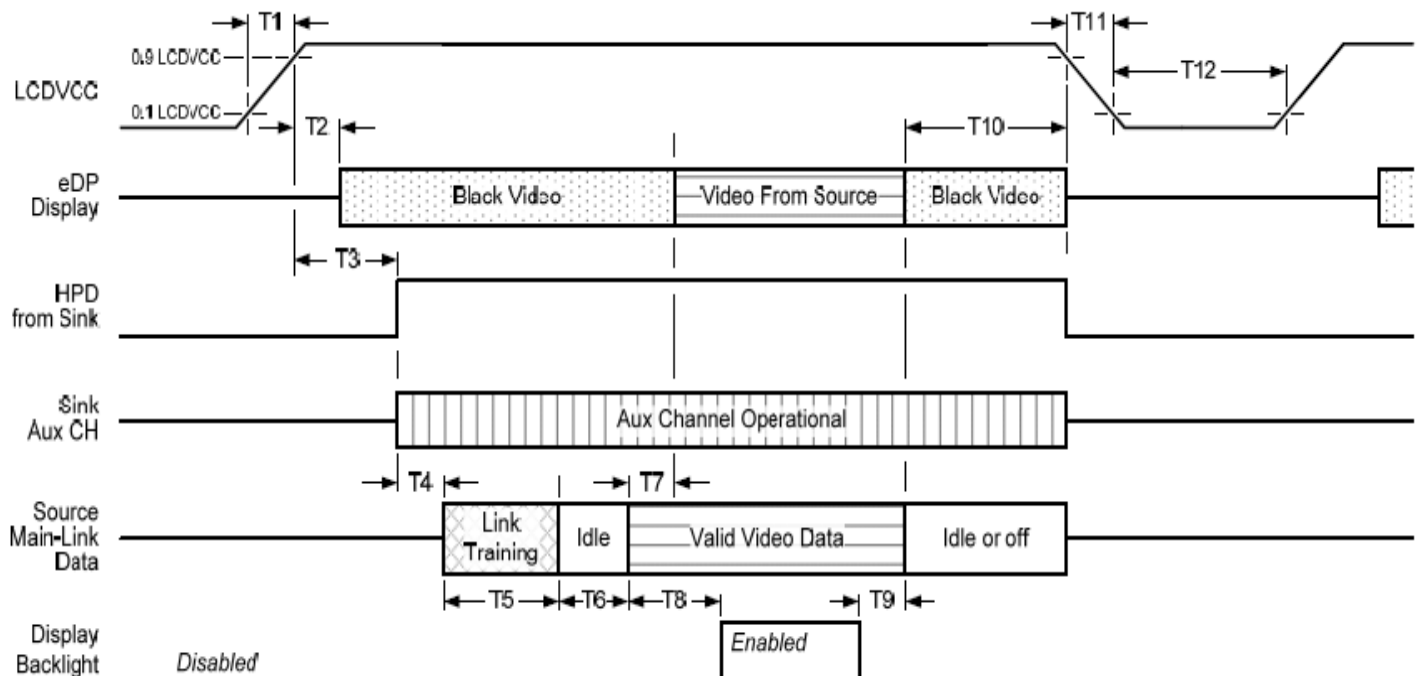 T1
T11
0.9 LCDVCC
T12
LCDVCC
0.1 LCDVCC
T2
T10
eDP
Display
Black Video
Video From Source
Black Video
T3
HPD
from Sink
Sink
Aux CH
Aux Channel Operational
T4
T7
Source
Main-Link
Data
Link
Training
Idle
Valid Video Data
Idle or off
T5
T6
T8
T9
Display
Backlight
Disabled
Enabled